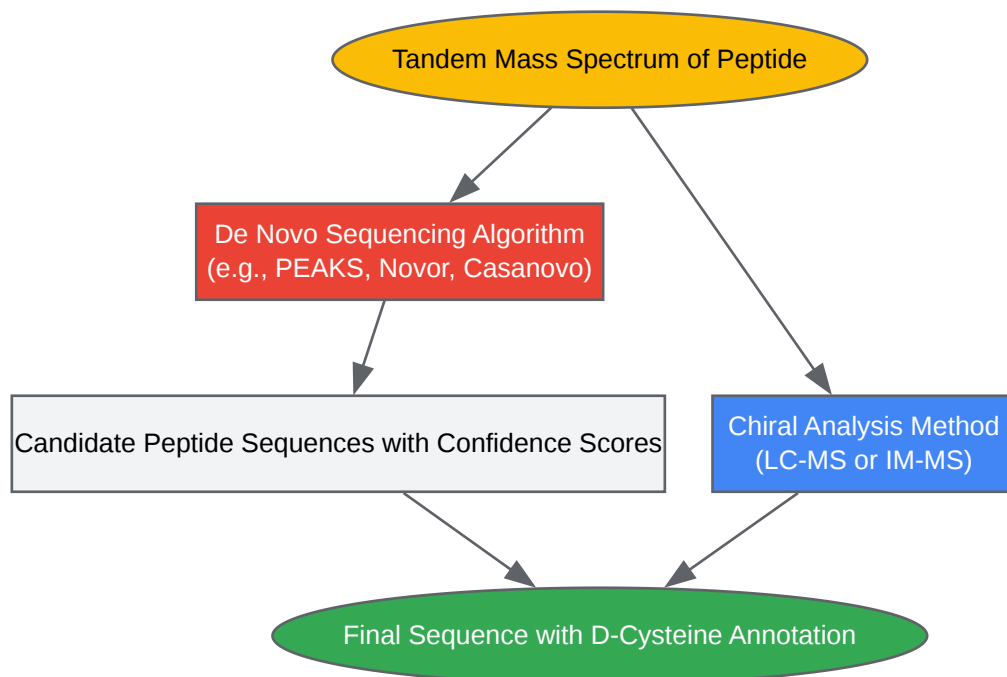 Tandem Mass Spectrum of Peptide
De Novo Sequencing Algorithm
(e.g., PEAKS, Novor, Casanovo)
Candidate Peptide Sequences with Confidence Scores
Chiral Analysis Method
(LC-MS or IM-MS)
Final Sequence with D-Cysteine Annotation